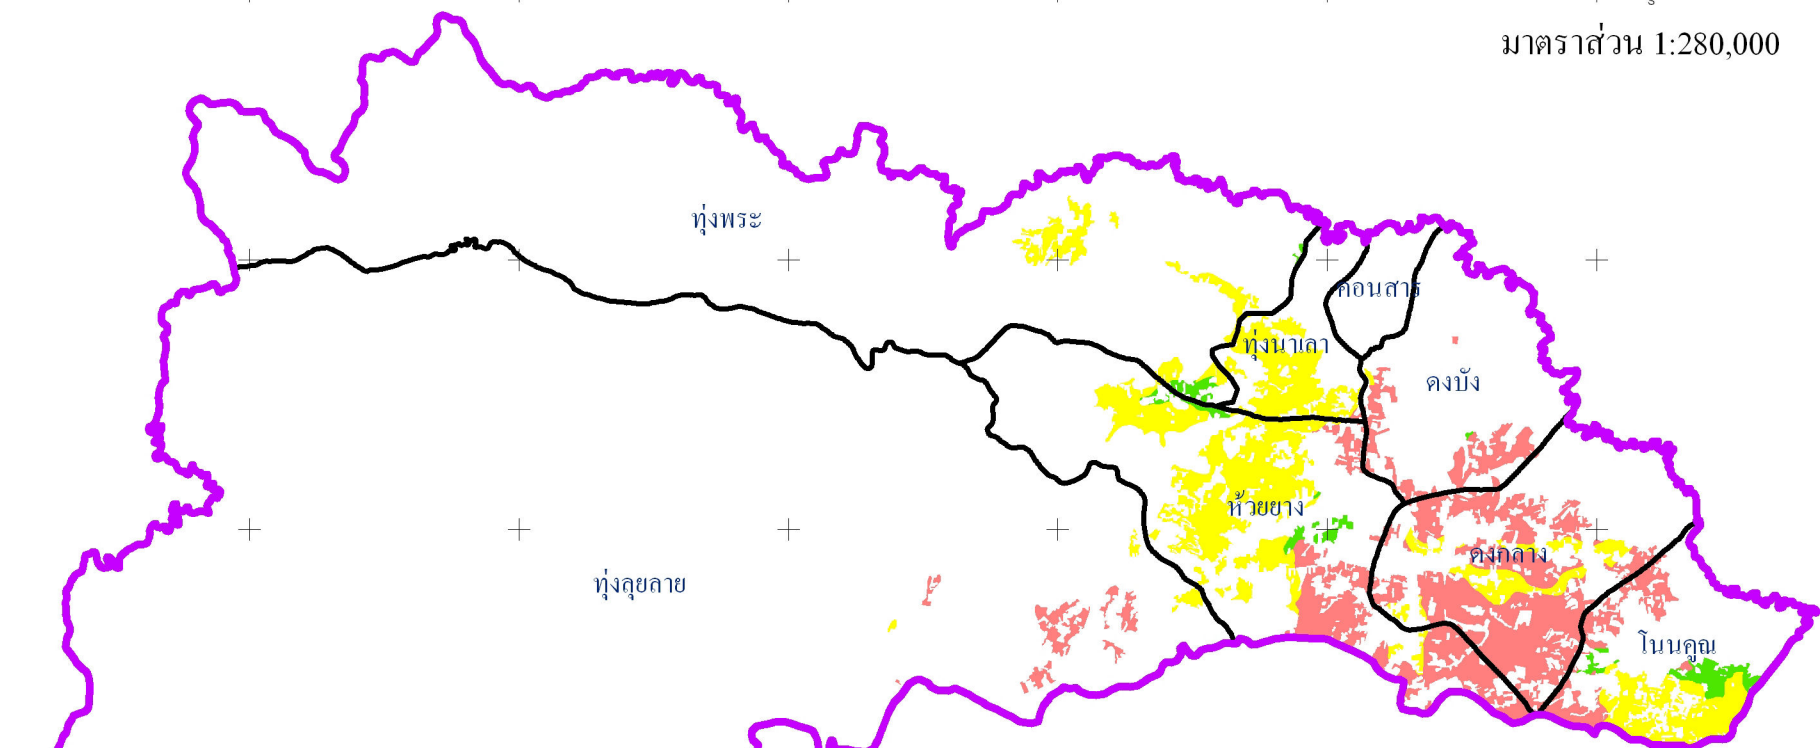 มาตราส่วน 1:280,000
ทุ่งพระ
คอนสาร
ทุ่งนาเลา
ดงบัง
ห้วยยาง
ดงกลาง
ทุ่งลุยลาย
โนนคูณ